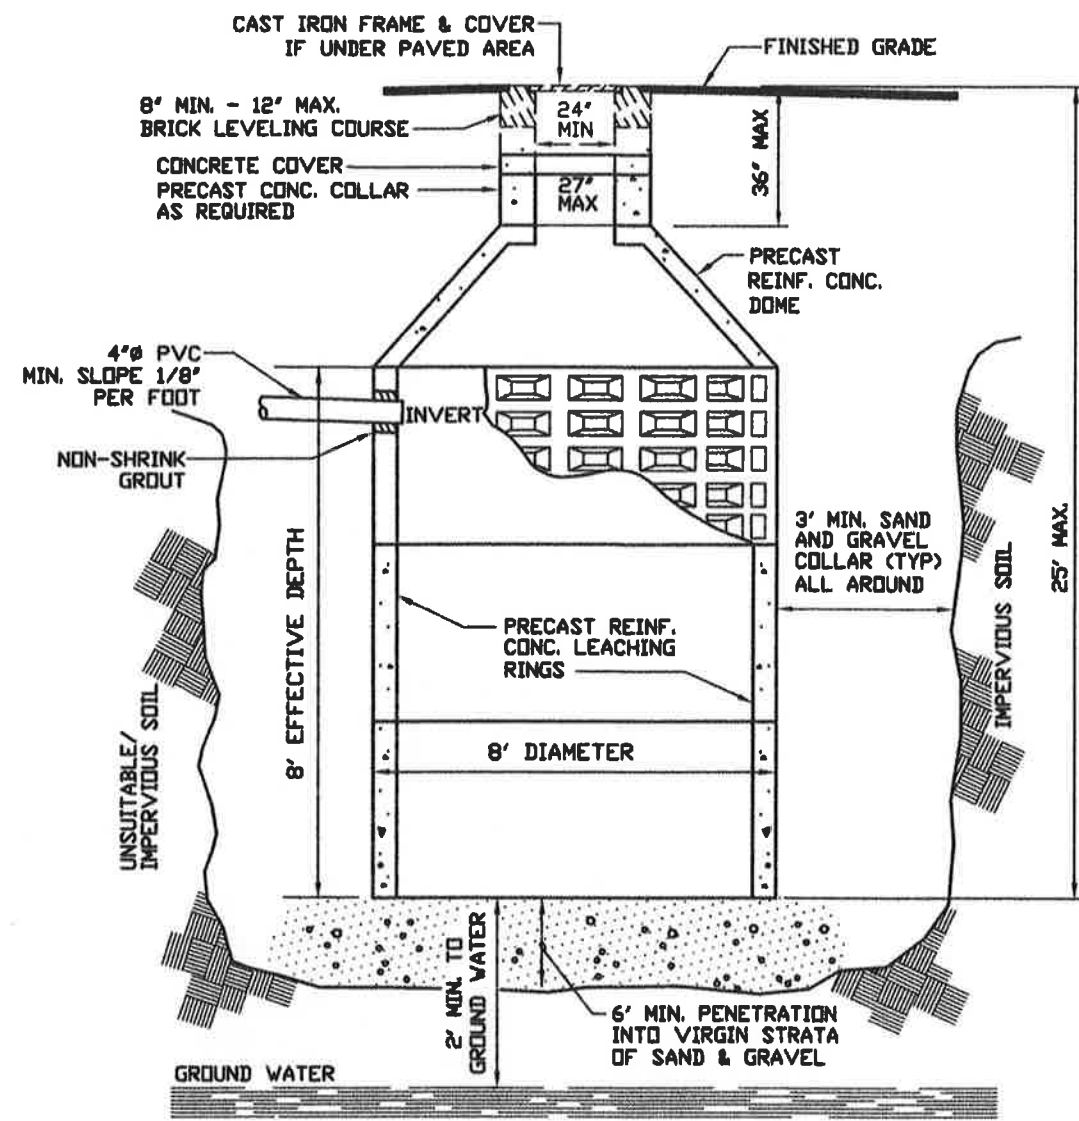 CAST IRON FRAME & COVER
IF UNDER PAVED AREA
FINISHED GRADE
8" MIN. - 12" MAX.
BRICK LEVELING COURSE
24"
MIN
36" MAX
CONCRETE COVER
PRECAST CONC. COLLAR
AS REQUIRED
27"
MAX
PRECAST
REINF. CONC.
DOME
4"ø PVC
MIN. SLOPE 1/8"
PER FOOT
INVERT
NON-SHRINK
GROUT
3' MIN. SAND
AND GRAVEL
COLLAR (TYP)
ALL AROUND
25' MAX.
IMPERVIOUS SOIL
8' EFFECTIVE DEPTH
PRECAST REINF.
CONC. LEACHING
RINGS
8' DIAMETER
UNSUITABLE/
IMPERVIOUS SOIL
2' MIN. TO
GROUND WATER
6' MIN. PENETRATION
INTO VIRGIN STRATA
OF SAND & GRAVEL
GROUND WATER